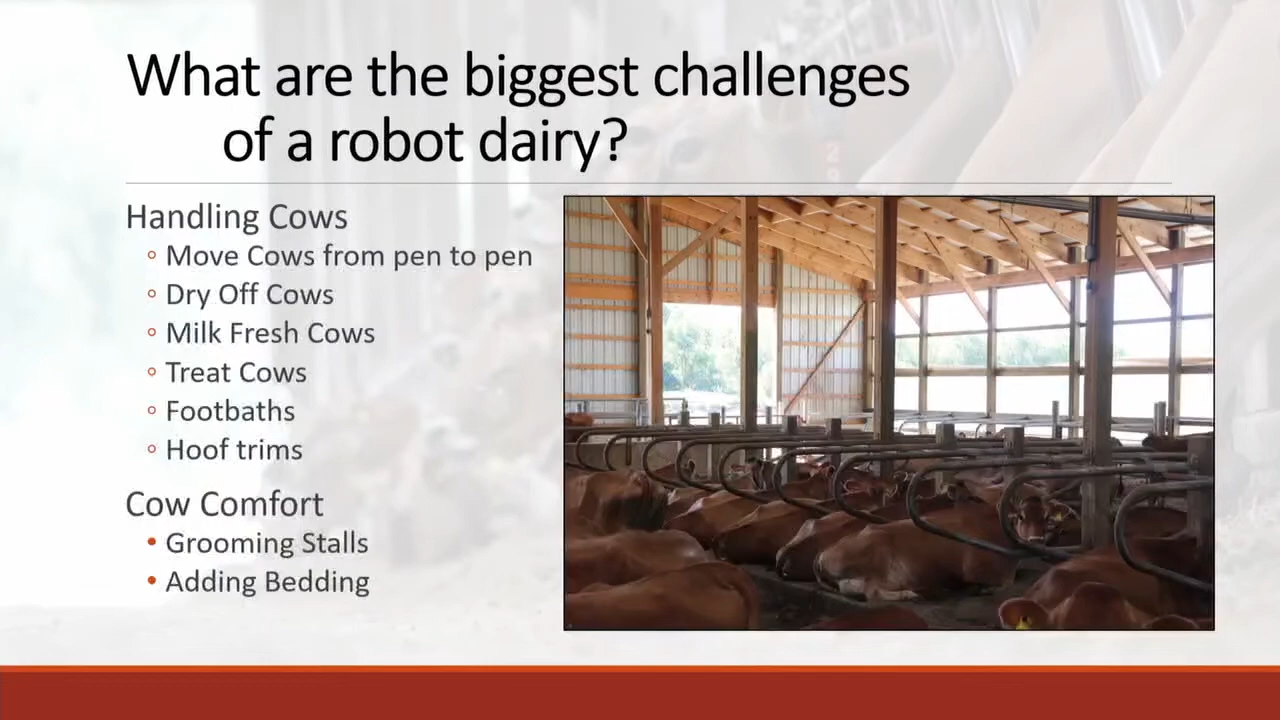 What are the biggest challenges
of a robot dairy?
Handling Cows
◦ Move Cows from pen to pen
◦ Dry Off Cows
◦ Milk Fresh Cows
◦ Treat Cows
◦ Footbaths
◦ Hoof trims
Cow Comfort
• Grooming Stalls
• Adding Bedding